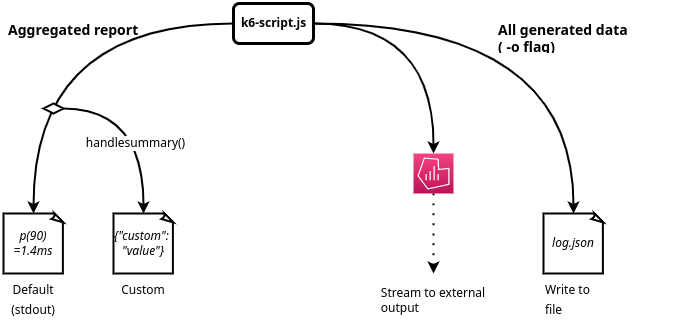 k6-script.js
Aggregated report
All generated data
( -o flag)
handlesummary()
p(90)
=1.4ms
{"custom":
"value"}
log.json
Default
(stdout)
Custom
Stream to external
output
Write to
file